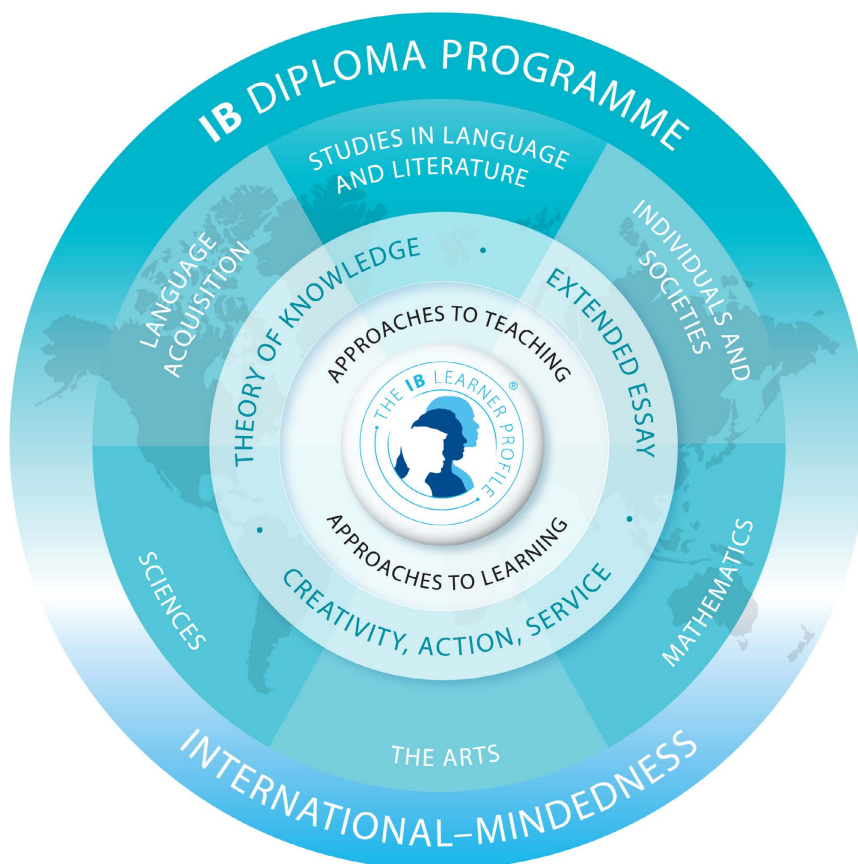 IB DIPLOMA PROGRAMME
STUDIES IN LANGUAGE
AND LITERATURE
LANGUAGE
ACQUISITION
INDIVIDUALS AND
SOCIETIES
THEORY OF KNOWLEDGE
·
EXTENDED ESSAY
APPROACHES TO TEACHING
THE IB LEARNER PROFILE
®
APPROACHES TO LEARNING
·
·
CREATIVITY, ACTION, SERVICE
SCIENCES
MATHEMATICS
THE ARTS
INTERNATIONAL–MINDEDNESS